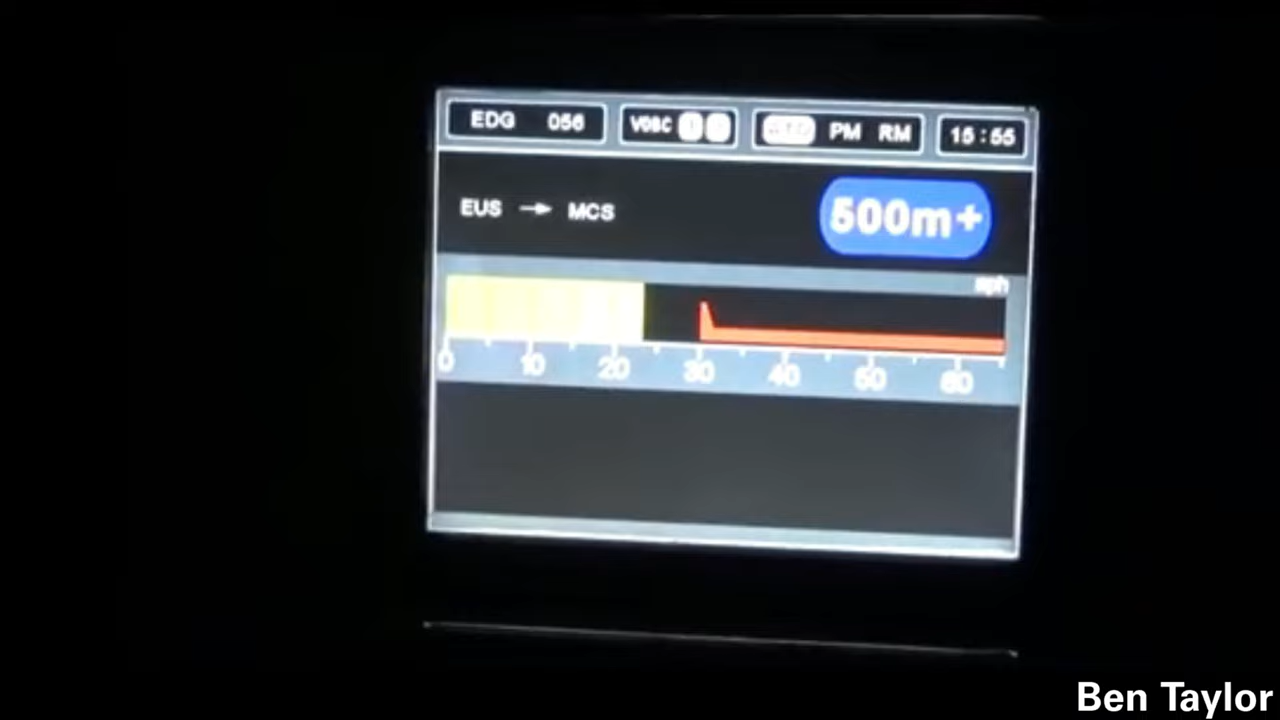 EDG 056 VOBC PM RM 15:55
EUS → MCS 500m+
mph
0 10 20 30 40 50 60
Ben Taylor